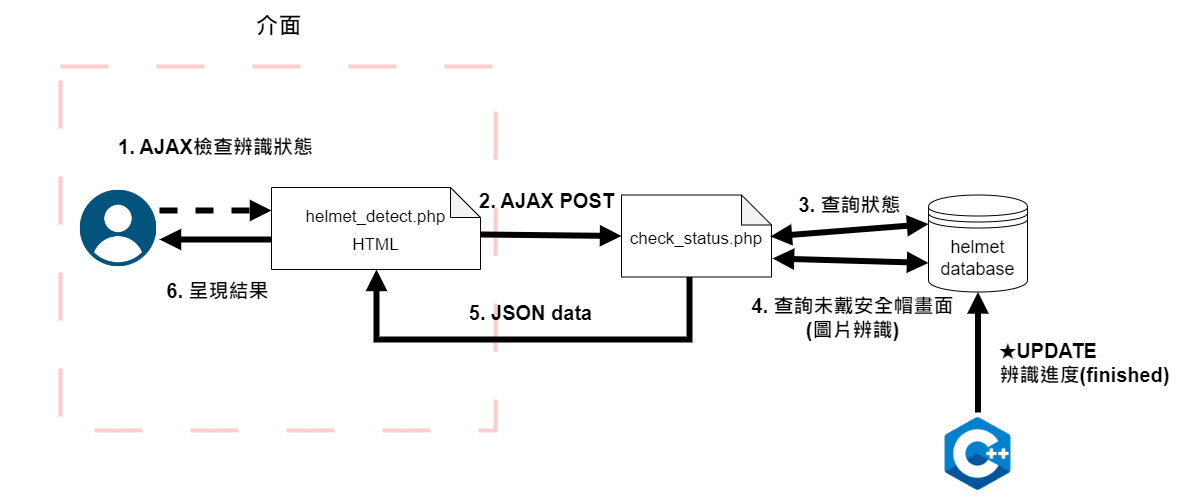 介面
1. AJAX檢查辨識狀態
helmet_detect.php
HTML
2. AJAX POST
check_status.php
3. 查詢狀態
helmet
database
6. 呈現結果
5. JSON data
4. 查詢未戴安全帽畫面
(圖片辨識)
★UPDATE
辨識進度(finished)
C++